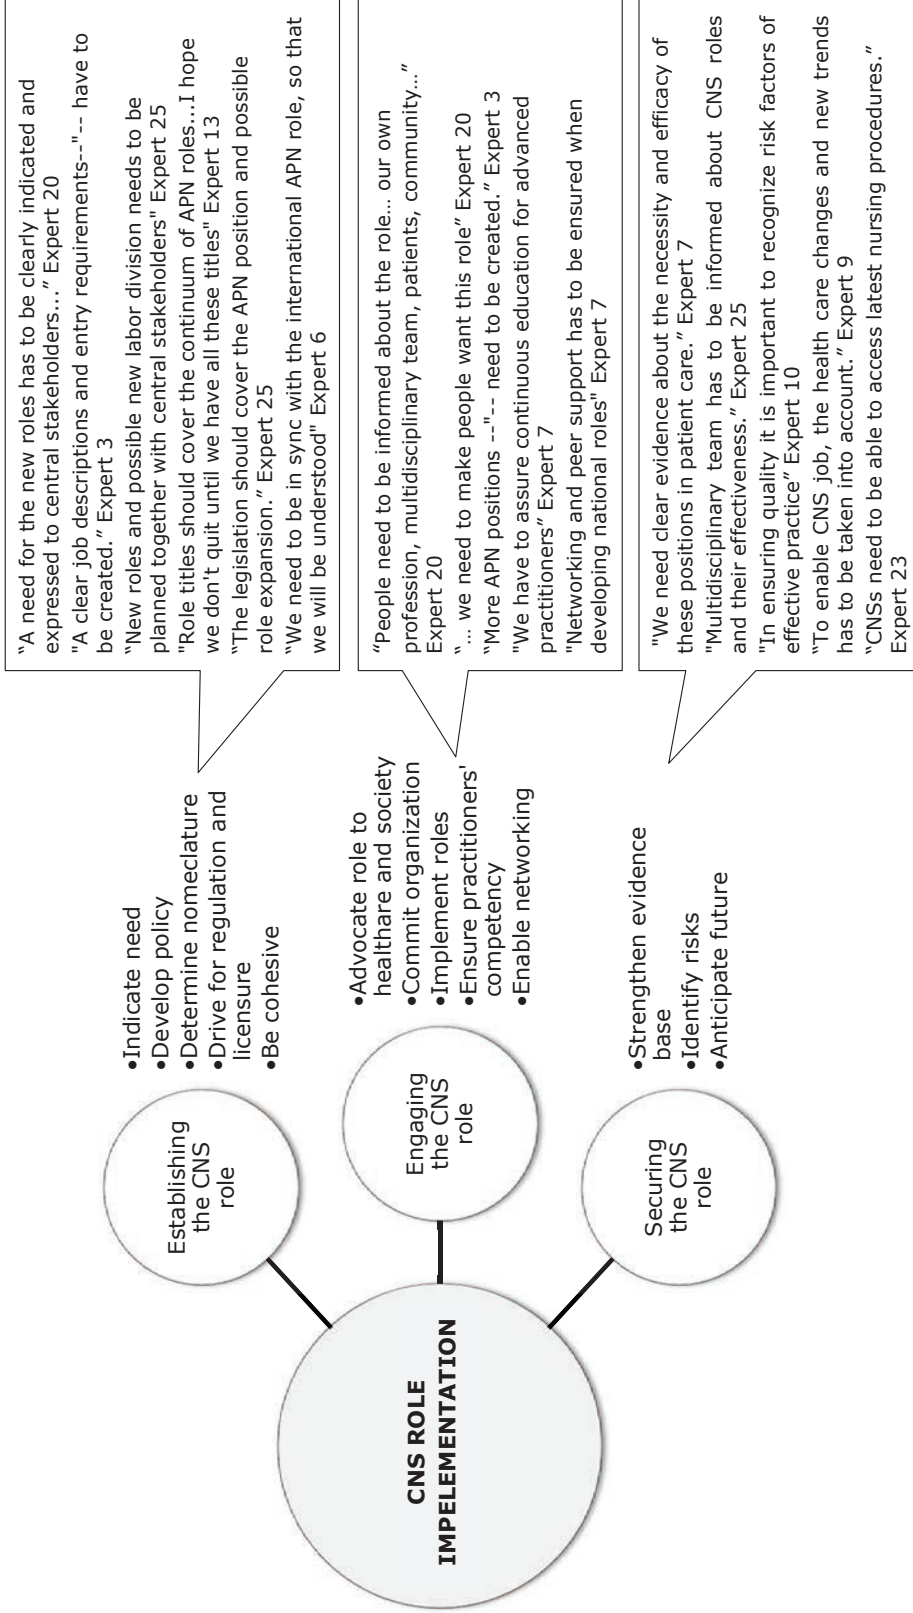 CNS ROLE
IMPELEMENTATION
Establishing
the CNS
role
•Indicate need
•Develop policy
•Determine nomeclature
•Drive for regulation and
licensure
•Be cohesive
“A need for the new roles has to be clearly indicated and
expressed to central stakeholders...” Expert 20
"A clear job descriptions and entry requirements--"-- have to
be created.” Expert 3
“New roles and possible new labor division needs to be
planned together with central stakeholders" Expert 25
"Role titles should cover the continuum of APN roles...I hope
we don't quit until we have all these titles" Expert 13
“The legislation should cover the APN position and possible
role expansion.” Expert 25
“We need to be in sync with the international APN role, so that
we will be understood" Expert 6
Engaging
the CNS
role
•Advocate role to
healthare and society
•Commit organization
•Implement roles
•Ensure practitioners'
competency
•Enable networking
“People need to be informed about the role... our own
profession, multidisciplinary team, patients, community...”
Expert 20
“ ... we need to make people want this role” Expert 20
“More APN positions --"-- need to be created. ” Expert 3
"We have to assure continuous education for advanced
practitioners” Expert 7
"Networking and peer support has to be ensured when
developing national roles" Expert 7
Securing
the CNS
role
•Strengthen evidence
base
•Identify risks
•Anticipate future
"We need clear evidence about the necessity and efficacy of
these positions in patient care.” Expert 7
"Multidisciplinary team has to be informed about CNS roles
and their effectiveness.” Expert 25
"In ensuring quality it is important to recognize risk factors of
effective practice” Expert 10
“To enable CNS job, the health care changes and new trends
has to be taken into account.” Expert 9
“CNSs need to be able to access latest nursing procedures.”
Expert 23